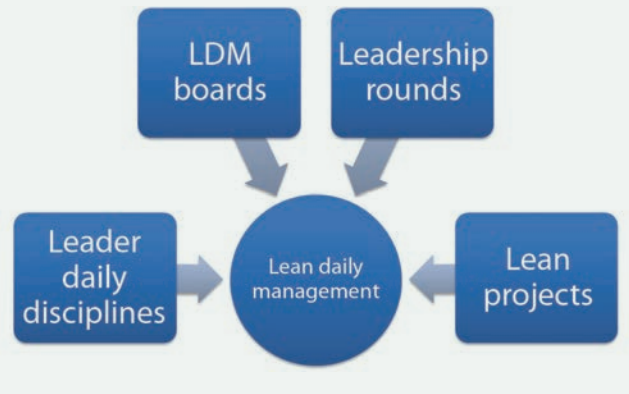 LDM
boards
Leadership
rounds
Leader
daily
disciplines
Lean daily
management
Lean
projects